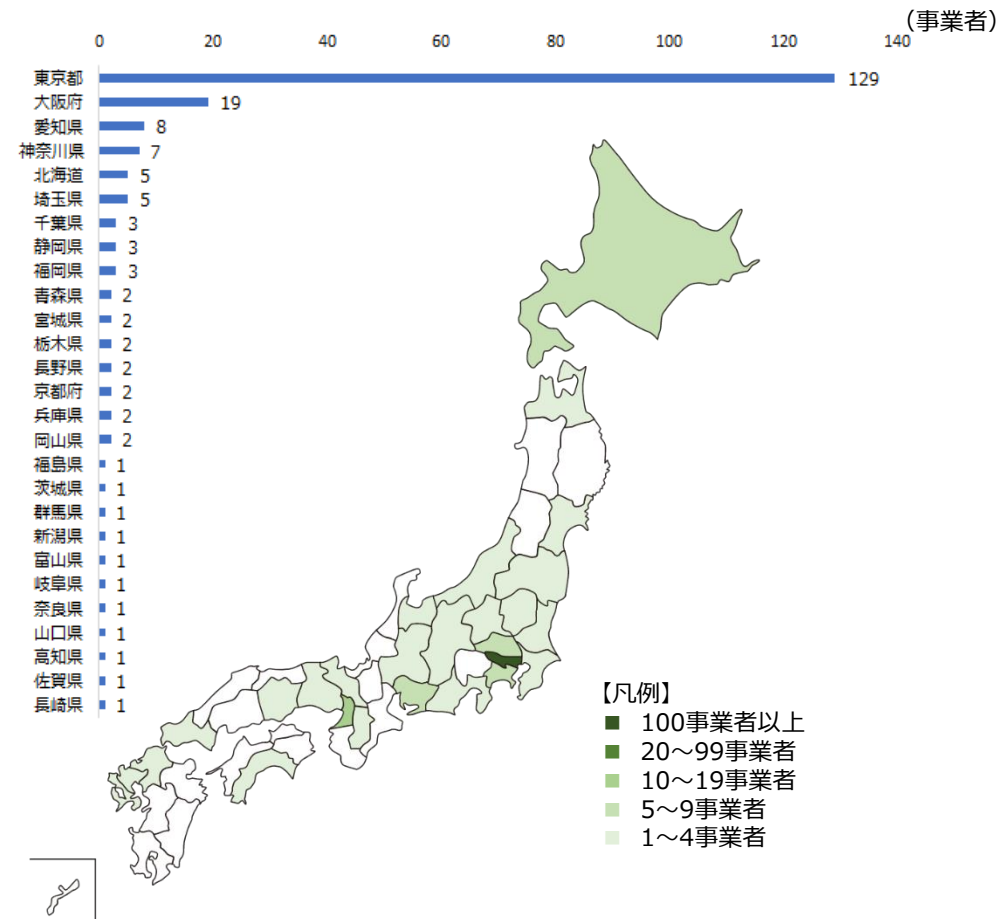 （事業者）
0 20 40 60 80 100 120 140
東京都 129
大阪府 19
愛知県 8
神奈川県 7
北海道 5
埼玉県 5
千葉県 3
静岡県 3
福岡県 3
青森県 2
宮城県 2
栃木県 2
長野県 2
京都府 2
兵庫県 2
岡山県 2
福島県 1
茨城県 1
群馬県 1
新潟県 1
富山県 1
岐阜県 1
奈良県 1
山口県 1
高知県 1
佐賀県 1
長崎県 1
【凡例】
100事業者以上
20～99事業者
10～19事業者
5～9事業者
1～4事業者